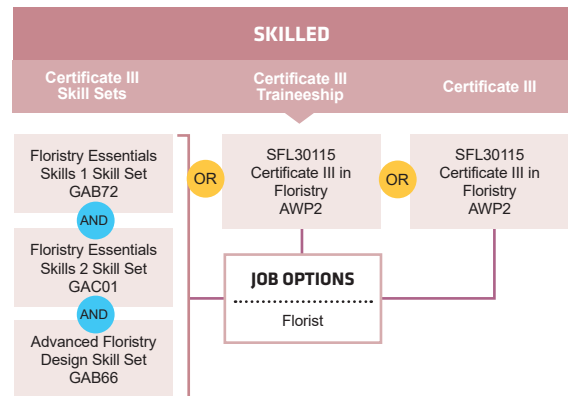 SKILLED
Certificate III
Skill Sets
Certificate III
Traineeship
Certificate III
Floristry Essentials
Skills 1 Skill Set
GAB72
AND
Floristry Essentials
Skills 2 Skill Set
GAC01
AND
Advanced Floristry
Design Skill Set
GAB66
OR
SFL30115
Certificate III in
Floristry
AWP2
OR
SFL30115
Certificate III in
Floristry
AWP2
JOB OPTIONS
Florist